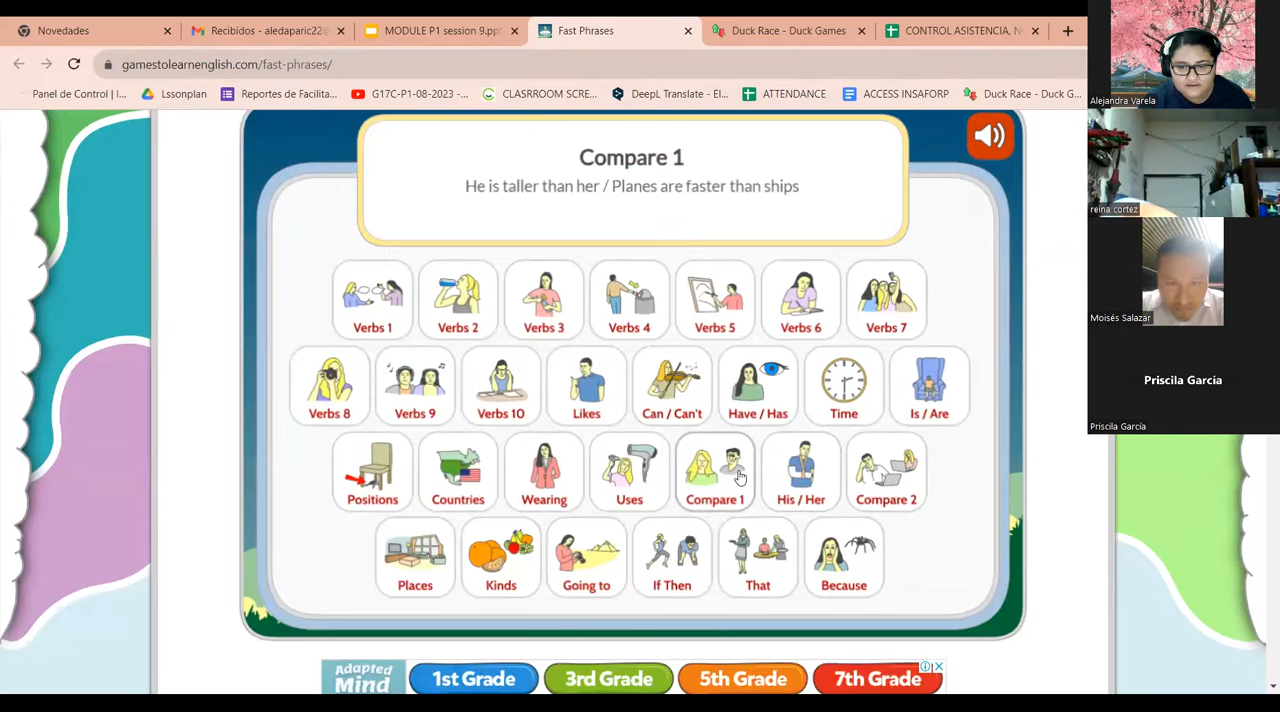 Novedades
Recibidos - aledaparic22@
MODULE P1 session 9.ppt
Fast Phrases
Duck Race - Duck Games
CONTROL ASISTENCIA, N
gamestolearnenglish.com/fast-phrases/
Panel de Control | I...
Lssonplan
Reportes de Facilita...
G17C-P1-08-2023 -...
CLASSROOM SCRE...
DeepL Translate - El...
ATTENDANCE
ACCESS INSAFORP
Duck Race - Duck G...
Compare 1
He is taller than her / Planes are faster than ships
Verbs 1
Verbs 2
Verbs 3
Verbs 4
Verbs 5
Verbs 6
Verbs 7
Verbs 8
Verbs 9
Verbs 10
Likes
Can / Can't
Have / Has
Time
Is / Are
Positions
Countries
Wearing
Uses
Compare 1
His / Her
Compare 2
Places
Kinds
Going to
If Then
That
Because
Adapted
Mind
1st Grade
3rd Grade
5th Grade
7th Grade
Alejandra Varela
reina cortez
Moisés Salazar
Priscila García
Priscila García